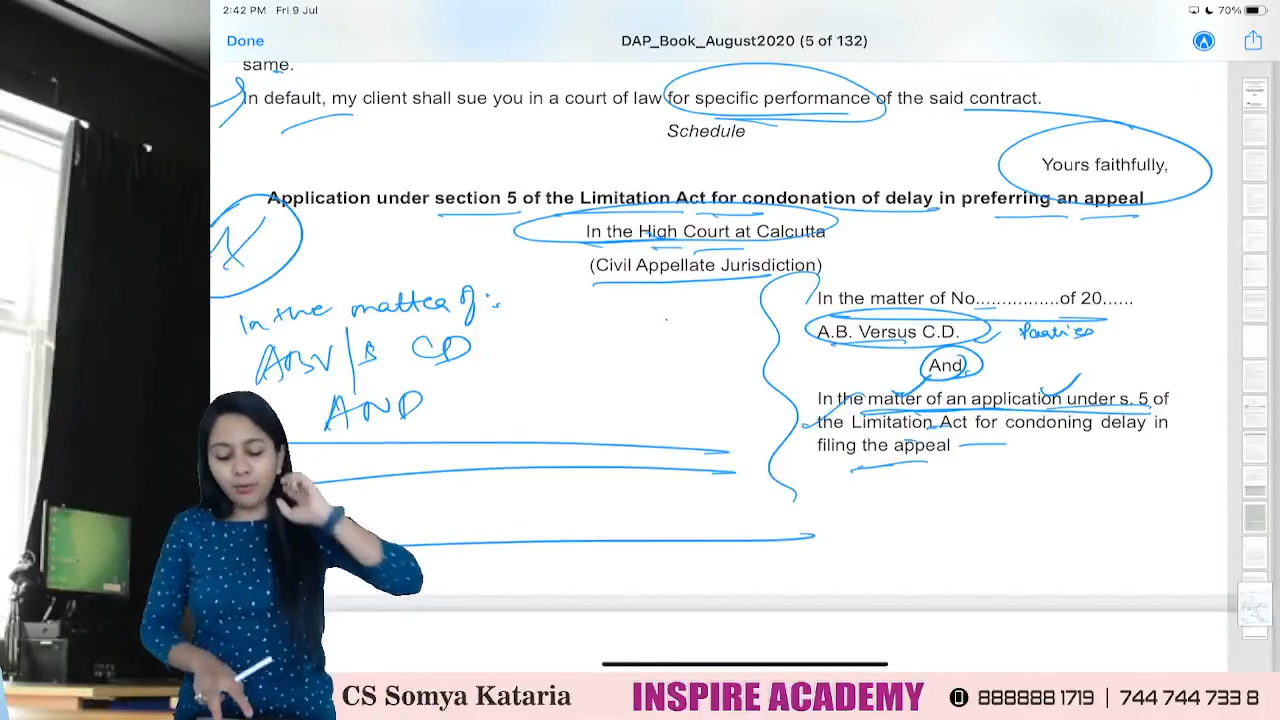 2:42 PM Fri 9 Jul
70%
Done
DAP_Book_August2020 (5 of 132)
same.
In default, my client shall sue you in a court of law for specific performance of the said contract.
Schedule
Yours faithfully,
Application under section 5 of the Limitation Act for condonation of delay in preferring an appeal
In the High Court at Calcutta
(Civil Appellate Jurisdiction)
In the matter of No................of 20......
A.B. Versus C.D.
Parties
And
In the matter of an application under s. 5 of
the Limitation Act for condoning delay in
filing the appeal
In the matter of :
AB V/s CD
AND
CS Somya Kataria
INSPIRE ACADEMY
888888 1719 | 744 744 733 8